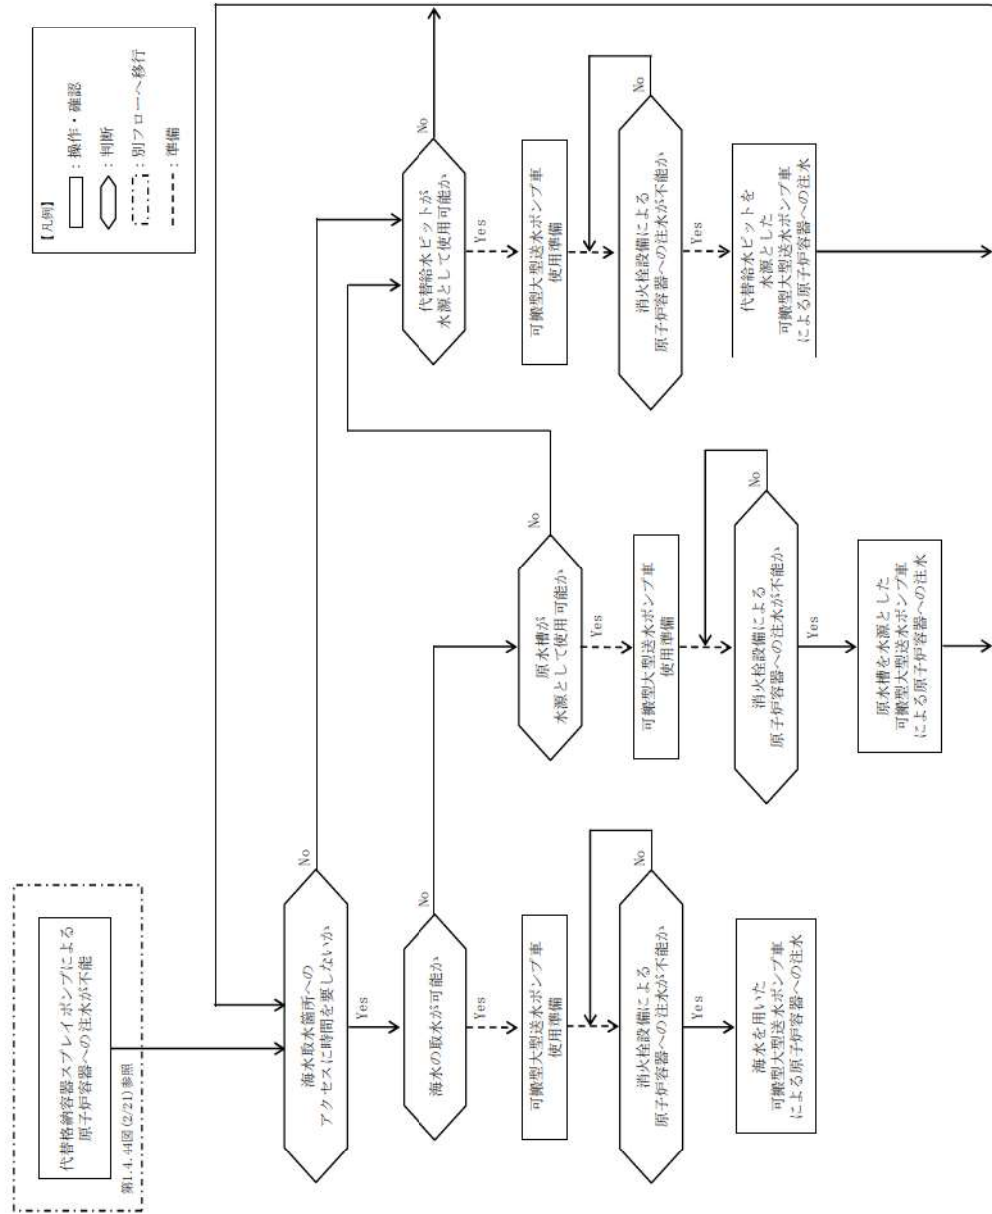 代替格納容器スプレイポンプによる
原子炉容器への注水が不能
第1.4.44図(2/21)参照
【凡例】
：操作・確認
：判断
：別フローへ移行
：準備
海水取水箇所への
アクセスに時間を要しないか
No
Yes
海水の取水が可能か
No
Yes
可搬型大型送水ポンプ車
使用準備
消火栓設備による
原子炉容器への注水が不能か
No
Yes
海水を用いた
可搬型大型送水ポンプ車
による原子炉容器への注水
原水槽が
水源として使用可能か
No
Yes
可搬型大型送水ポンプ車
使用準備
消火栓設備による
原子炉容器への注水が不能か
No
Yes
原水槽を水源とした
可搬型大型送水ポンプ車
による原子炉容器への注水
代替給水ピットが
水源として使用可能か
No
Yes
可搬型大型送水ポンプ車
使用準備
消火栓設備による
原子炉容器への注水が不能か
No
Yes
代替給水ピットを
水源とした
可搬型大型送水ポンプ車
による原子炉容器への注水